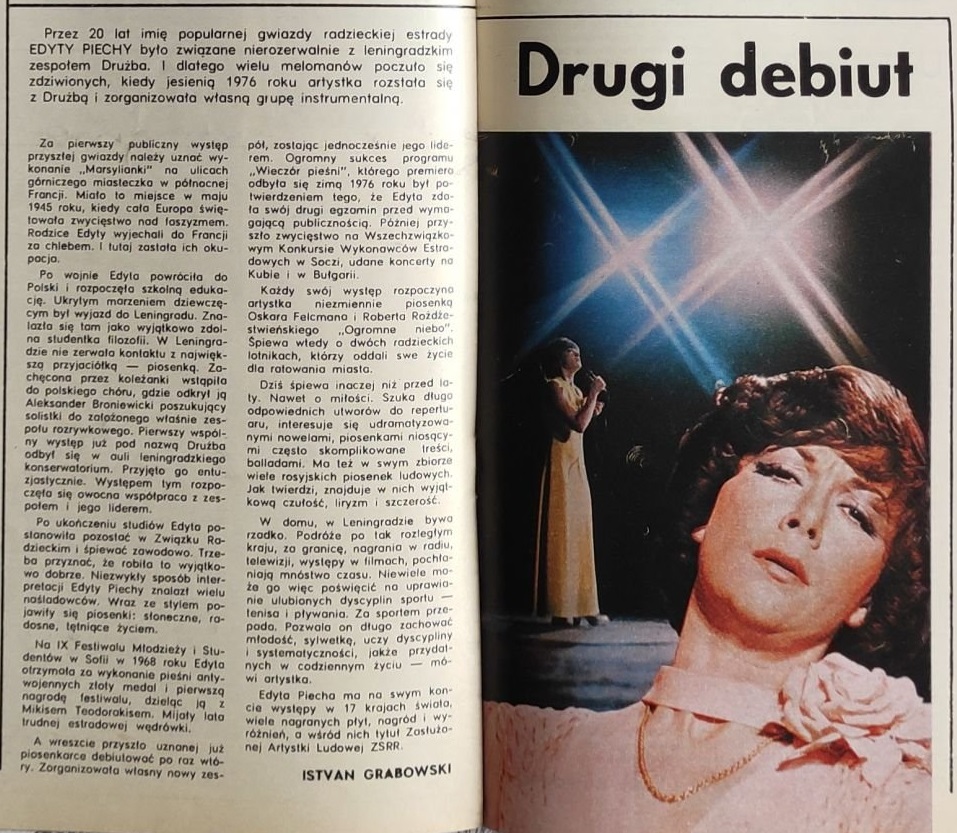 Przez 20 lat imię popularnej gwiazdy radzieckiej estrady
EDYTY PIECHY było związane nierozerwalnie z leningradzkim
zespołem Drużba. I dlatego wielu melomanów poczuło się
zdziwionych, kiedy jesienią 1976 roku artystka rozstała się
z Drużbą i zorganizowała własną grupę instrumentalną.
Za pierwszy publiczny występ
przyszłej gwiazdy należy uznać wy-
konanie „Marsylianki” na ulicach
górniczego miasteczka w północnej
Francji. Miało to miejsce w maju
1945 roku, kiedy cała Europa świę-
towała zwycięstwo nad faszyzmem.
Rodzice Edyty wyjechali do Francji
za chlebem. I tutaj zastała ich oku-
pacja.
Po wojnie Edyta powróciła do
Polski i rozpoczęła szkolną eduka-
cję. Ukrytym marzeniem dziewczę-
cym był wyjazd do Leningradu. Zna-
lazła się tam jako wyjątkowo zdol-
na studentka filozofii. W Leningra-
dzie nie zerwała kontaktu z najwięk-
szą przyjaciółką — piosenką. Za-
chęcona przez koleżanki wstąpiła
do polskiego chóru, gdzie odkrył ją
Aleksander Broniewicki poszukujący
solistki do założonego właśnie zes-
połu rozrywkowego. Pierwszy wspól-
ny występ już pod nazwą Drużba
odbył się w auli leningradzkiego
konserwatorium. Przyjęto go entu-
zjastycznie. Występem tym rozpo-
częła się owocna współpraca z zes-
połem i jego liderem.
Po ukończeniu studiów Edyta po-
stanowiła pozostać w Związku Ra-
dzieckim i śpiewać zawodowo. Trze-
ba przyznać, że robiła to wyjątko-
wo dobrze. Niezwykły sposób inter-
pretacji Edyty Piechy znalazł wielu
naśladowców. Wraz ze stylem po-
jawiły się piosenki: słoneczne, ra-
dosne, tętniące życiem.
Na IX Festiwalu Młodzieży i Stu-
dentów w Sofii w 1968 roku Edyta
otrzymała za wykonanie pieśni anty-
wojennych złoty medal i pierwszą
nagrodę festiwalu, dzieląc ją z
Mikisem Teodorakisem. Mijały lata
trudnej estradowej wędrówki.
A wreszcie przyszło uznanej już
piosenkarce debiutować po raz wtó-
ry. Zorganizowała własny nowy zes-
pół, zostając jednocześnie jego lide-
rem. Ogromny sukces programu
„Wieczór pieśni”, którego premiera
odbyła się zimą 1976 roku był po-
twierdzeniem tego, że Edyta zda-
ła swój drugi egzamin przed wyma-
gającą publicznością. Później przy-
szło zwycięstwo na Wszechzwiązko-
wym Konkursie Wykonawców Estra-
dowych w Soczi, udane koncerty na
Kubie i w Bułgarii.
Każdy swój występ rozpoczyna
artystka niezmiennie piosenką
Oskara Felcmana i Roberta Rożdże-
stwieńskiego „Ogromne niebo”.
Śpiewa wtedy o dwóch radzieckich
lotnikach, którzy oddali swe życie
dla ratowania miasta.
Dziś śpiewa inaczej niż przed la-
ty. Nawet o miłości. Szuka długo
odpowiednich utworów do repertu-
aru, interesuje się udramatyzowa-
nymi nowelami, piosenkami niosący-
mi często skomplikowane treści,
balladami. Ma też w swym zbiorze
wiele rosyjskich piosenek ludowych.
Jak twierdzi, znajduje w nich wyjąt-
kową czułość, liryzm i szczerość.
W domu, w Leningradzie bywa
rzadko. Podróże po tak rozległym
kraju, za granicę, nagrania w radiu,
telewizji, występy w filmach, pochła-
niają mnóstwo czasu. Niewiele mo-
że go więc poświęcić na uprawia-
nie ulubionych dyscyplin sportu —
tenisa i pływania. Za sportem prze-
pada. Pozwala on długo zachować
młodość, sylwetkę, uczy dyscypliny
i systematyczności, jakże przydat-
nych w codziennym życiu — mó-
wi artystka.
Edyta Piecha ma na swym kon-
cie występy w 17 krajach świata,
wiele nagranych płyt, nagród i wy-
różnień, a wśród nich tytuł Zasłużo-
nej Artystki Ludowej ZSRR.
ISTVAN GRABOWSKI
Drugi debiut